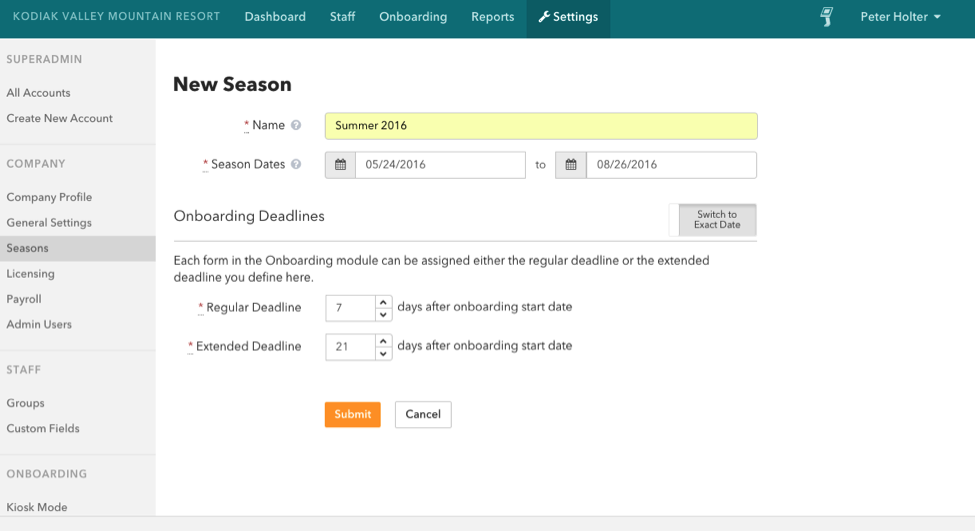 KODIAK VALLEY MOUNTAIN RESORT Dashboard Staff Onboarding Reports Settings Peter Holter
SUPERADMIN
All Accounts
Create New Account
COMPANY
Company Profile
General Settings
Seasons
Licensing
Payroll
Admin Users
STAFF
Groups
Custom Fields
ONBOARDING
Kiosk Mode
New Season
* Name ? Summer 2016
* Season Dates ? 05/24/2016 to 08/26/2016
Onboarding Deadlines
Switch to
Exact Date
Each form in the Onboarding module can be assigned either the regular deadline or the extended
deadline you define here.
* Regular Deadline 7 days after onboarding start date
* Extended Deadline 21 days after onboarding start date
Submit Cancel